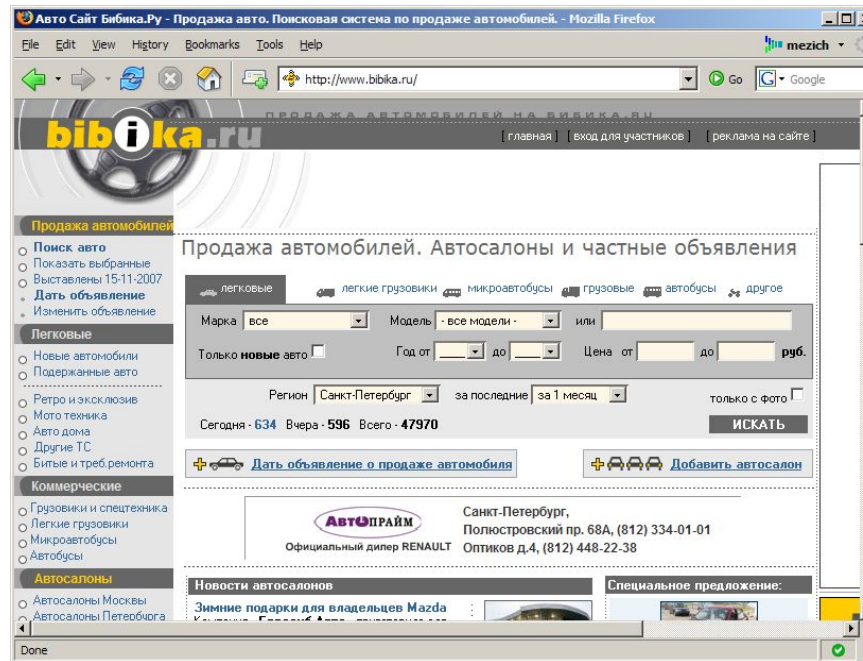 Авто Сайт Бибика.Ру - Продажа авто. Поисковая система по продаже автомобилей. - Mozilla Firefox
File Edit View History Bookmarks Tools Help mezich
http://www.bibika.ru/ Go Google
ПРОДАЖА АВТОМОБИЛЕЙ НА БИБИКА.RU
bibika.ru
[ главная ] [ вход для участников ] [ реклама на сайте ]
Продажа автомобилей
Поиск авто
Показать выбранные
Выставлены 15-11-2007
Дать объявление
Изменить объявление
Легковые
Новые автомобили
Подержанные авто
Ретро и эксклюзив
Мото техника
Авто дома
Другие ТС
Битые и треб.ремонта
Коммерческие
Грузовики и спецтехника
Легкие грузовики
Микроавтобусы
Автобусы
Автосалоны
Автосалоны Москвы
Автосалоны Петербурга
Продажа автомобилей. Автосалоны и частные объявления
легковые легкие грузовики микроавтобусы грузовые автобусы другое
Марка все Модель - все модели - или
Только новые авто Год от ____ до ____ Цена от до руб.
Регион Санкт-Петербург за последние за 1 месяц только с фото
Сегодня - 634 Вчера - 596 Всего - 47970 ИСКАТЬ
Дать объявление о продаже автомобиля Добавить автосалон
АВТОПРАЙМ
Официальный дилер RENAULT
Санкт-Петербург,
Полюстровский пр. 68А, (812) 334-01-01
Оптиков д.4, (812) 448-22-38
Новости автосалонов
Зимние подарки для владельцев Mazda
Специальное предложение:
Done